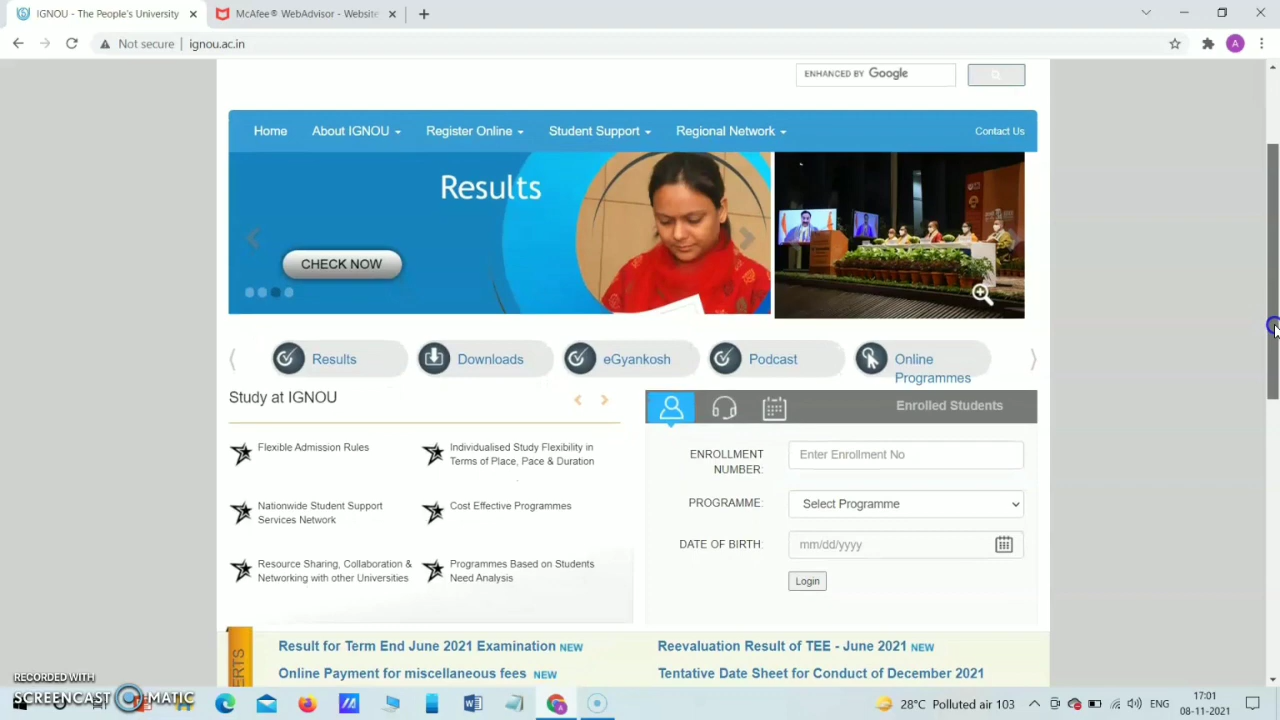 IGNOU - The People's University
McAfee® WebAdvisor - Website
Not secure
ignou.ac.in
A
ENHANCED BY Google
Home
About IGNOU
Register Online
Student Support
Regional Network
Contact Us
Results
CHECK NOW
Results
Downloads
eGyankosh
Podcast
Online
Programmes
Study at IGNOU
Enrolled Students
Flexible Admission Rules
Individualised Study Flexibility in
Terms of Place, Pace & Duration
Nationwide Student Support
Services Network
Cost Effective Programmes
Resource Sharing, Collaboration &
Networking with other Universities
Programmes Based on Students
Need Analysis
ENROLLMENT
NUMBER:
Enter Enrollment No
PROGRAMME:
Select Programme
DATE OF BIRTH:
mm/dd/yyyy
Login
ERTS
Result for Term End June 2021 Examination NEW
Reevaluation Result of TEE - June 2021 NEW
Online Payment for miscellaneous fees NEW
Tentative Date Sheet for Conduct of December 2021
RECORDED WITH
SCREENCAST MATIC
28°C Polluted air 103
ENG
17:01
08-11-2021